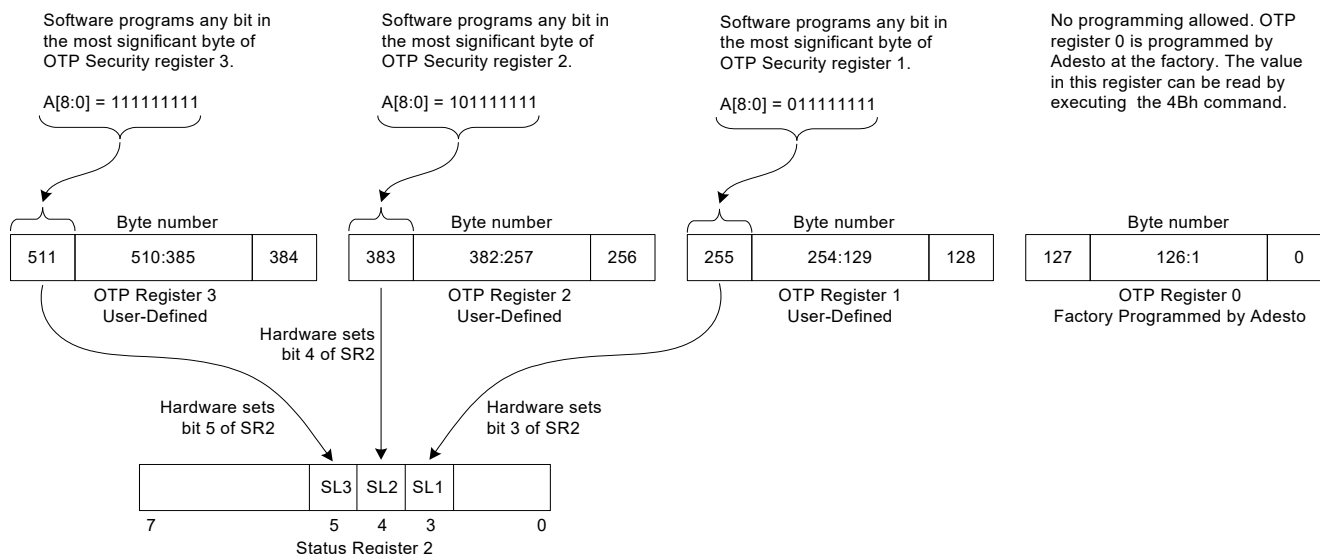 Software programs any bit in
the most significant byte of
OTP Security register 3.
A[8:0] = 111111111
Software programs any bit in
the most significant byte of
OTP Security register 2.
A[8:0] = 101111111
Software programs any bit in
the most significant byte of
OTP Security register 1.
A[8:0] = 011111111
No programming allowed. OTP
register 0 is programmed by
Adesto at the factory. The value
in this register can be read by
executing the 4Bh command.
Byte number
511 510:385 384
OTP Register 3
User-Defined
Byte number
383 382:257 256
OTP Register 2
User-Defined
Byte number
255 254:129 128
OTP Register 1
User-Defined
Byte number
127 126:1 0
OTP Register 0
Factory Programmed by Adesto
Hardware sets
bit 4 of SR2
Hardware sets
bit 5 of SR2
Hardware sets
bit 3 of SR2
SL3 SL2 SL1
7 5 4 3 0
Status Register 2